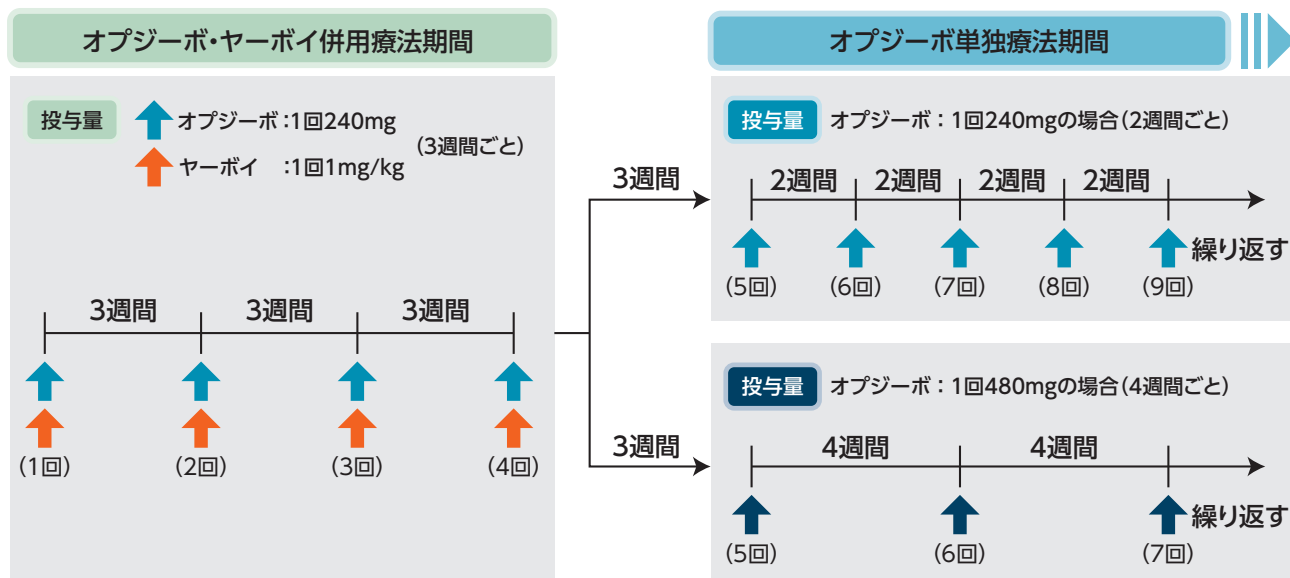 オプジーボ・ヤーボイ併用療法期間
投与量
オプジーボ：1回240mg
ヤーボイ ：1回1mg/kg
(3週間ごと)
3週間 3週間 3週間
(1回) (2回) (3回) (4回)
3週間
3週間
オプジーボ単独療法期間
投与量 オプジーボ：1回240mgの場合(2週間ごと)
2週間 2週間 2週間 2週間
繰り返す
(5回) (6回) (7回) (8回) (9回)
投与量 オプジーボ：1回480mgの場合(4週間ごと)
4週間 4週間
繰り返す
(5回) (6回) (7回)